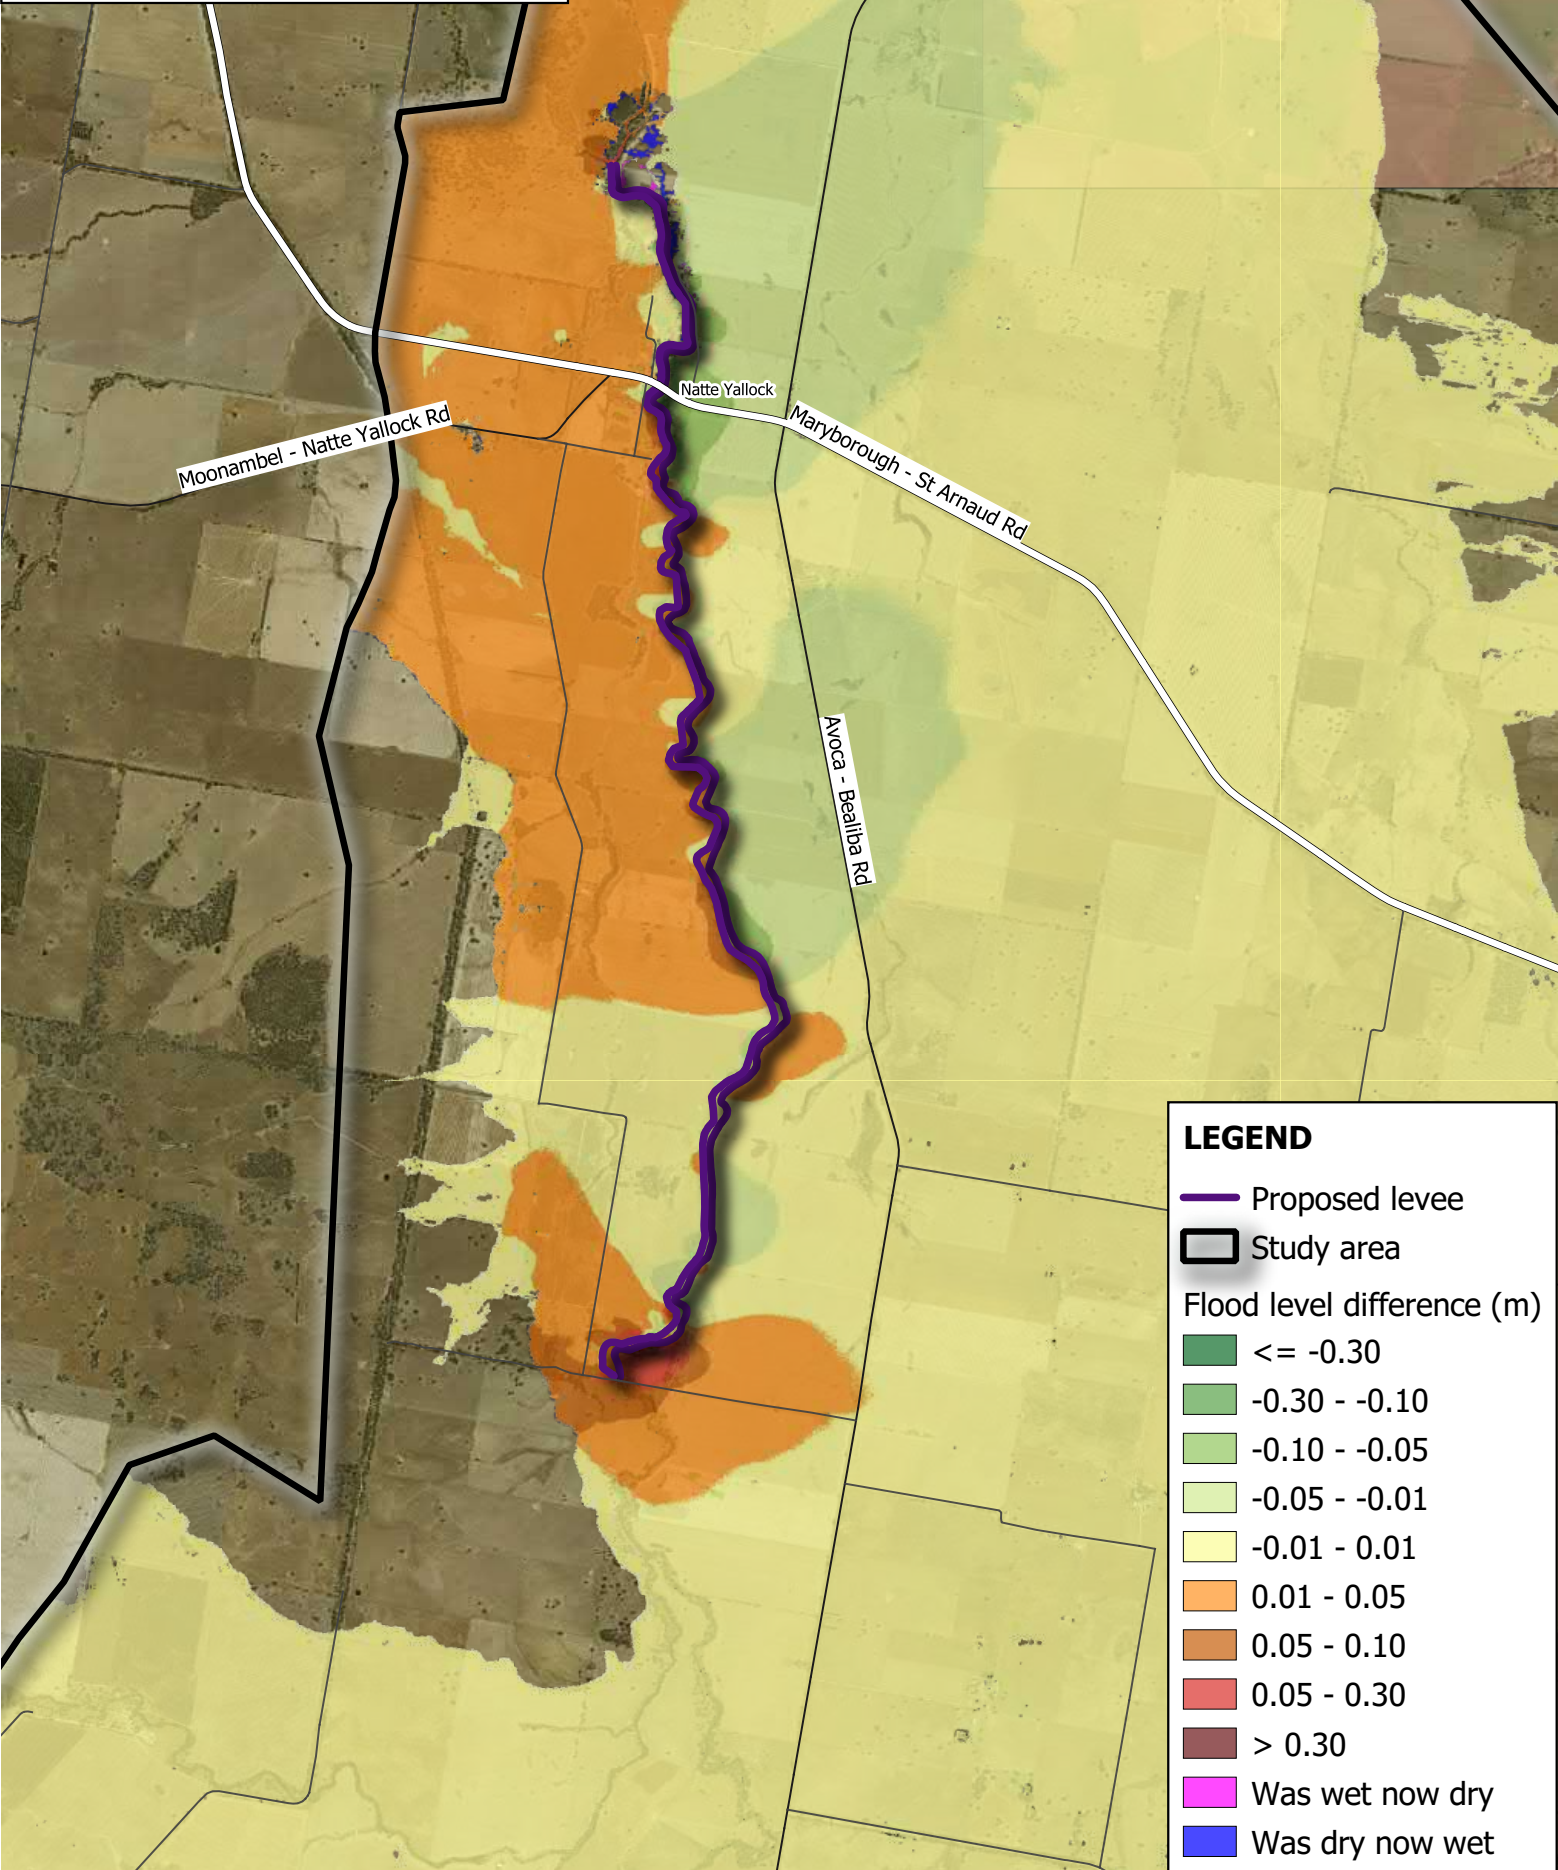 Natte Yallock
Moonambel - Natte Yallock Rd
Maryborough - St Arnaud Rd
Avoca - Bealiba Rd
LEGEND
Proposed levee
Study area
Flood level difference (m)
<= -0.30
-0.30 - -0.10
-0.10 - -0.05
-0.05 - -0.01
-0.01 - 0.01
0.01 - 0.05
0.05 - 0.10
0.05 - 0.30
> 0.30
Was wet now dry
Was dry now wet